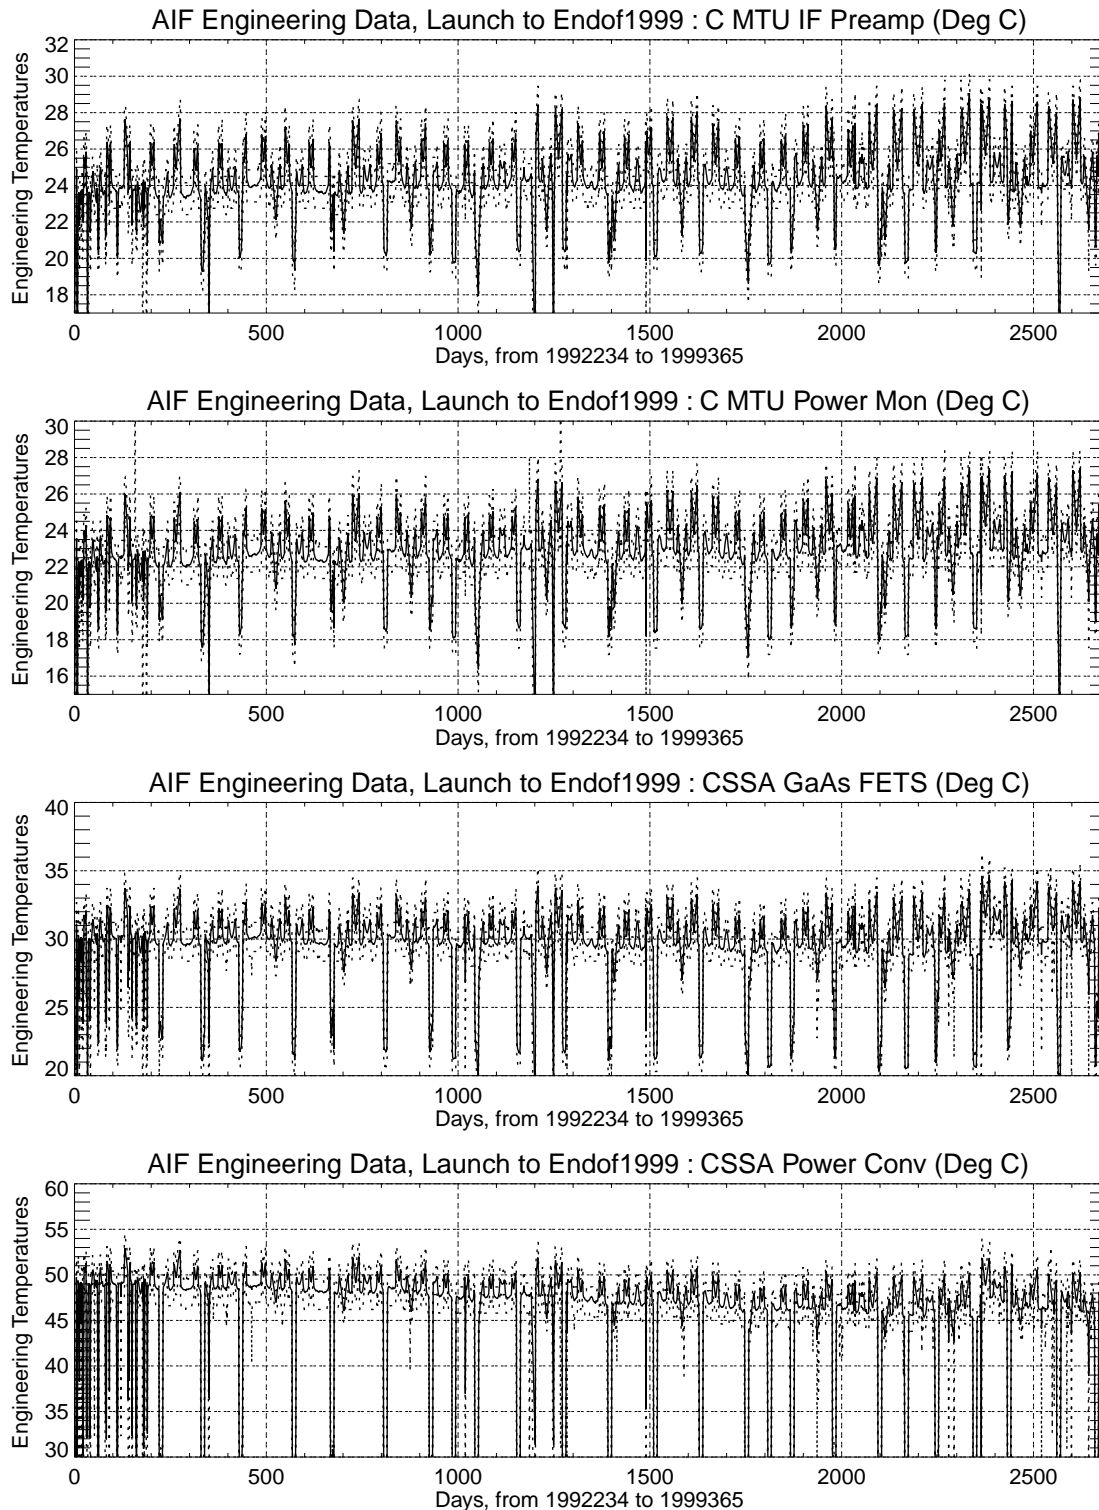 AIF Engineering Data, Launch to Endof1999 : C MTU IF Preamp (Deg C)
Engineering Temperatures
32
30
28
26
24
22
20
18
0 500 1000 1500 2000 2500
Days, from 1992234 to 1999365
AIF Engineering Data, Launch to Endof1999 : C MTU Power Mon (Deg C)
Engineering Temperatures
30
28
26
24
22
20
18
16
0 500 1000 1500 2000 2500
Days, from 1992234 to 1999365
AIF Engineering Data, Launch to Endof1999 : CSSA GaAs FETS (Deg C)
Engineering Temperatures
40
35
30
25
20
0 500 1000 1500 2000 2500
Days, from 1992234 to 1999365
AIF Engineering Data, Launch to Endof1999 : CSSA Power Conv (Deg C)
Engineering Temperatures
60
55
50
45
40
35
30
0 500 1000 1500 2000 2500
Days, from 1992234 to 1999365